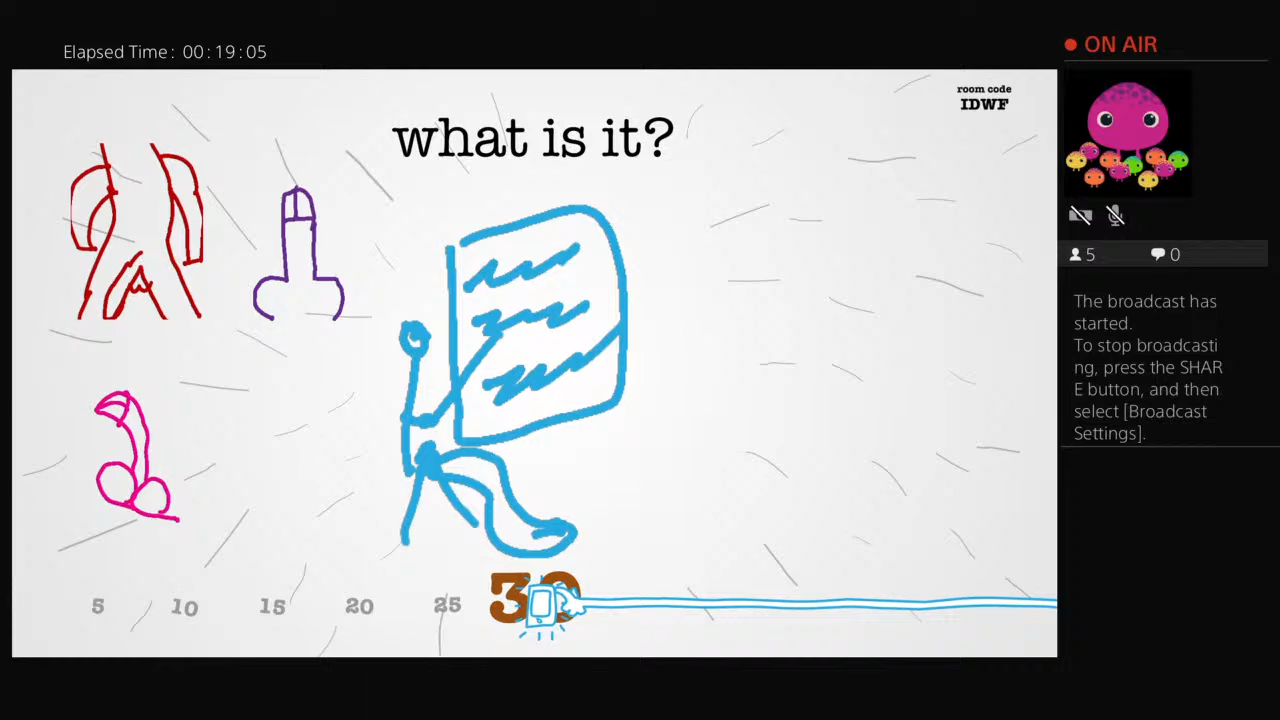 Elapsed Time: 00:19:05
ON AIR
room code
IDWF
what is it?
5
0
The broadcast has
started.
To stop broadcasti
ng, press the SHAR
E button, and then
select [Broadcast
Settings].
5 10 15 20 25 30